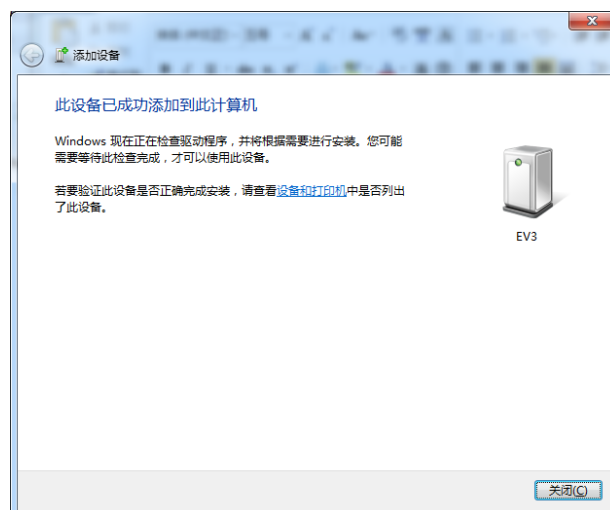 添加设备
此设备已成功添加到此计算机
Windows 现在正在检查驱动程序，并将根据需要进行安装。您可能
需要等待此检查完成，才可以使用此设备。
若要验证此设备是否正确完成安装，请查看设备和打印机中是否列出
了此设备。
EV3
关闭(C)